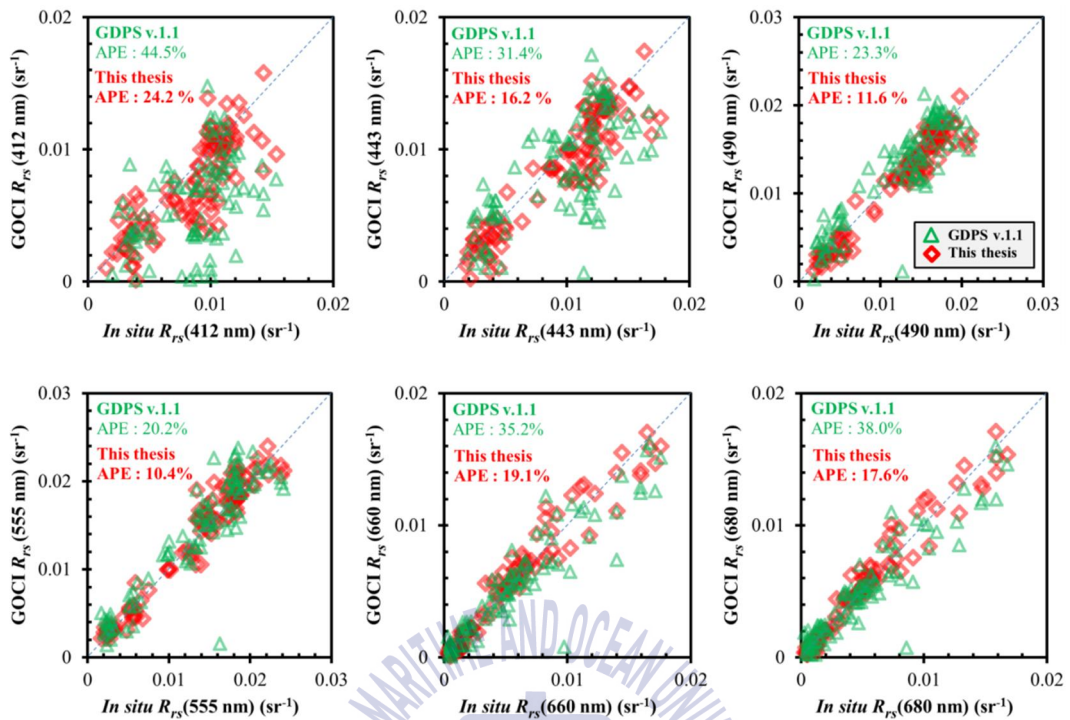 0.02
GDPS v.1.1
APE : 44.5%
This thesis
APE : 24.2 %
0.01
0
0
0.01
0.02
GOCI Rrs(412 nm) (sr-1)
In situ Rrs(412 nm) (sr-1)
0.02
GDPS v.1.1
APE : 31.4%
This thesis
APE : 16.2 %
0.01
0
0
0.01
0.02
GOCI Rrs(443 nm) (sr-1)
In situ Rrs(443 nm) (sr-1)
0.03
GDPS v.1.1
APE : 23.3%
This thesis
APE : 11.6 %
0.02
0.01
0
0
0.01
0.02
0.03
GOCI Rrs(490 nm) (sr-1)
In situ Rrs(490 nm) (sr-1)
GDPS v.1.1
This thesis
0.03
GDPS v.1.1
APE : 20.2%
This thesis
APE : 10.4%
0.02
0.01
0
0
0.01
0.02
0.03
GOCI Rrs(555 nm) (sr-1)
In situ Rrs(555 nm) (sr-1)
0.02
GDPS v.1.1
APE : 35.2%
This thesis
APE : 19.1%
0.01
0
0
0.01
0.02
GOCI Rrs(660 nm) (sr-1)
In situ Rrs(660 nm) (sr-1)
0.02
GDPS v.1.1
APE : 38.0%
This thesis
APE : 17.6%
0.01
0
0
0.01
0.02
GOCI Rrs(680 nm) (sr-1)
In situ Rrs(680 nm) (sr-1)
MARITIME AND OCEAN